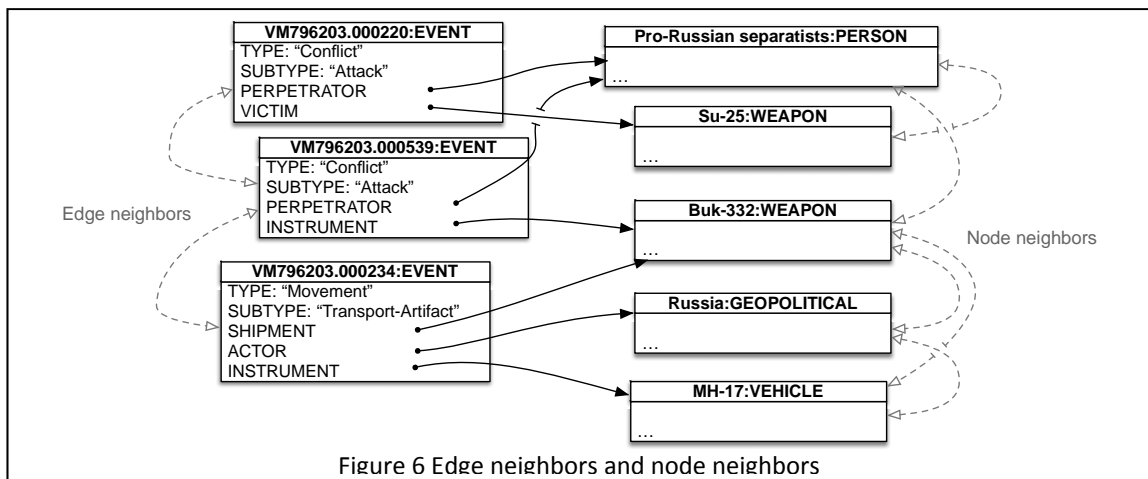 VM796203.000220:EVENT
TYPE: “Conflict”
SUBTYPE: “Attack”
PERPETRATOR
VICTIM
VM796203.000539:EVENT
TYPE: “Conflict”
SUBTYPE: “Attack”
PERPETRATOR
INSTRUMENT
VM796203.000234:EVENT
TYPE: “Movement”
SUBTYPE: “Transport-Artifact”
SHIPMENT
ACTOR
INSTRUMENT
Edge neighbors
Pro-Russian separatists:PERSON
...
Su-25:WEAPON
...
Buk-332:WEAPON
...
Russia:GEOPOLITICAL
...
MH-17:VEHICLE
...
Node neighbors
Figure 6 Edge neighbors and node neighbors